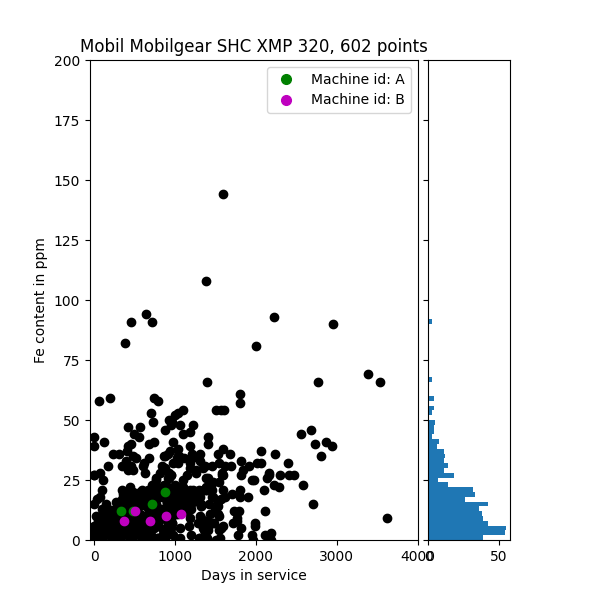 Mobil Mobilgear SHC XMP 320, 602 points
Machine id: A
Machine id: B
Fe content in ppm
200
175
150
125
100
75
50
25
0
0 1000 2000 3000 4000
0 50
Days in service